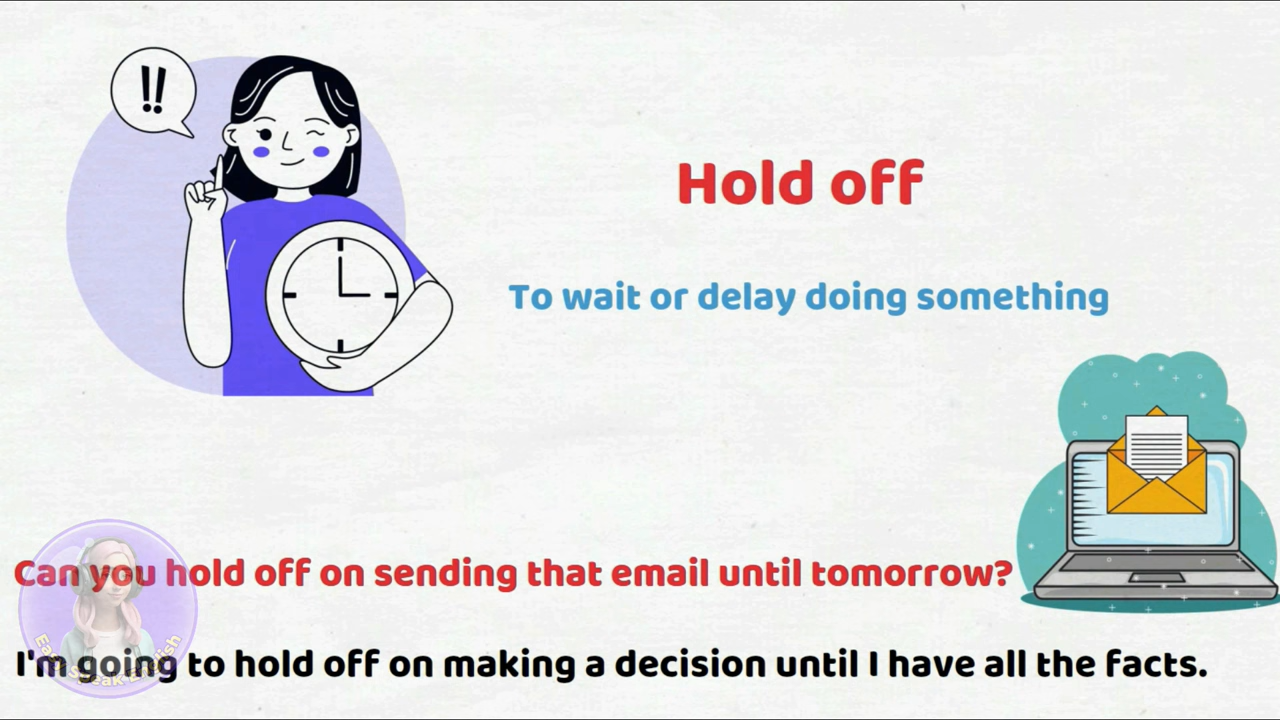 !!
Hold off
To wait or delay doing something
Can you hold off on sending that email until tomorrow?
I'm going to hold off on making a decision until I have all the facts.